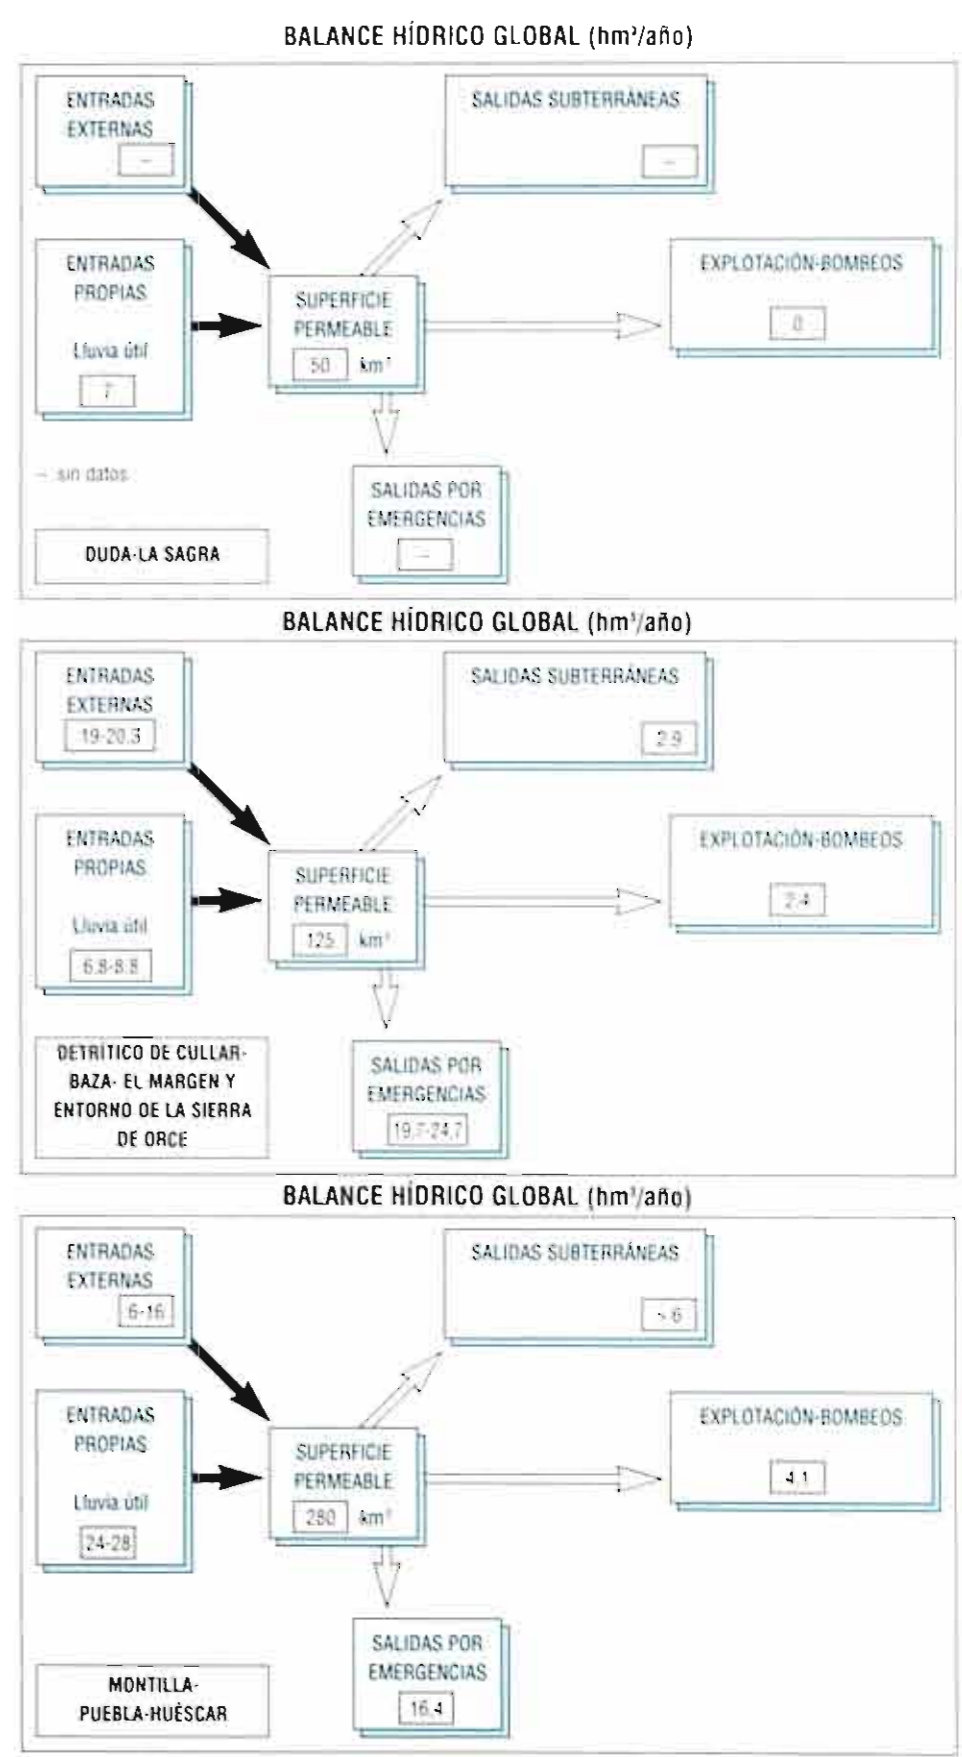 BALANCE HÍDRICO GLOBAL (hm³/año)
ENTRADAS
EXTERNAS
–
SALIDAS SUBTERRÁNEAS
–
ENTRADAS
PROPIAS
Lluvia útil
7
SUPERFICIE
PERMEABLE
50 km²
EXPLOTACIÓN-BOMBEOS
0
– sin datos
SALIDAS POR
EMERGENCIAS
–
DUDA-LA SAGRA
BALANCE HÍDRICO GLOBAL (hm³/año)
ENTRADAS
EXTERNAS
19-20,3
SALIDAS SUBTERRÁNEAS
2.9
ENTRADAS
PROPIAS
Lluvia útil
6.8-8.8
SUPERFICIE
PERMEABLE
125 km²
EXPLOTACIÓN-BOMBEOS
2.4
SALIDAS POR
EMERGENCIAS
19,7-24,7
DETRÍTICO DE CULLAR-
BAZA- EL MARGEN Y
ENTORNO DE LA SIERRA
DE ORCE
BALANCE HÍDRICO GLOBAL (hm³/año)
ENTRADAS
EXTERNAS
6-16
SALIDAS SUBTERRÁNEAS
6
ENTRADAS
PROPIAS
Lluvia útil
24-28
SUPERFICIE
PERMEABLE
280 km²
EXPLOTACIÓN-BOMBEOS
4.1
SALIDAS POR
EMERGENCIAS
16,4
MONTILLA-
PUEBLA-HUÉSCAR